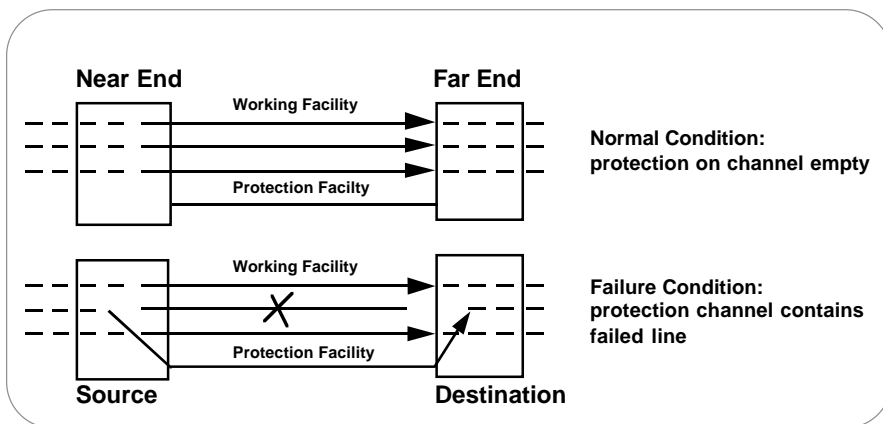 Near End
Far End
Working Facility
Protection Facilty
Normal Condition:
protection on channel empty
Working Facility
Protection Facility
Failure Condition:
protection channel contains
failed line
Source
Destination